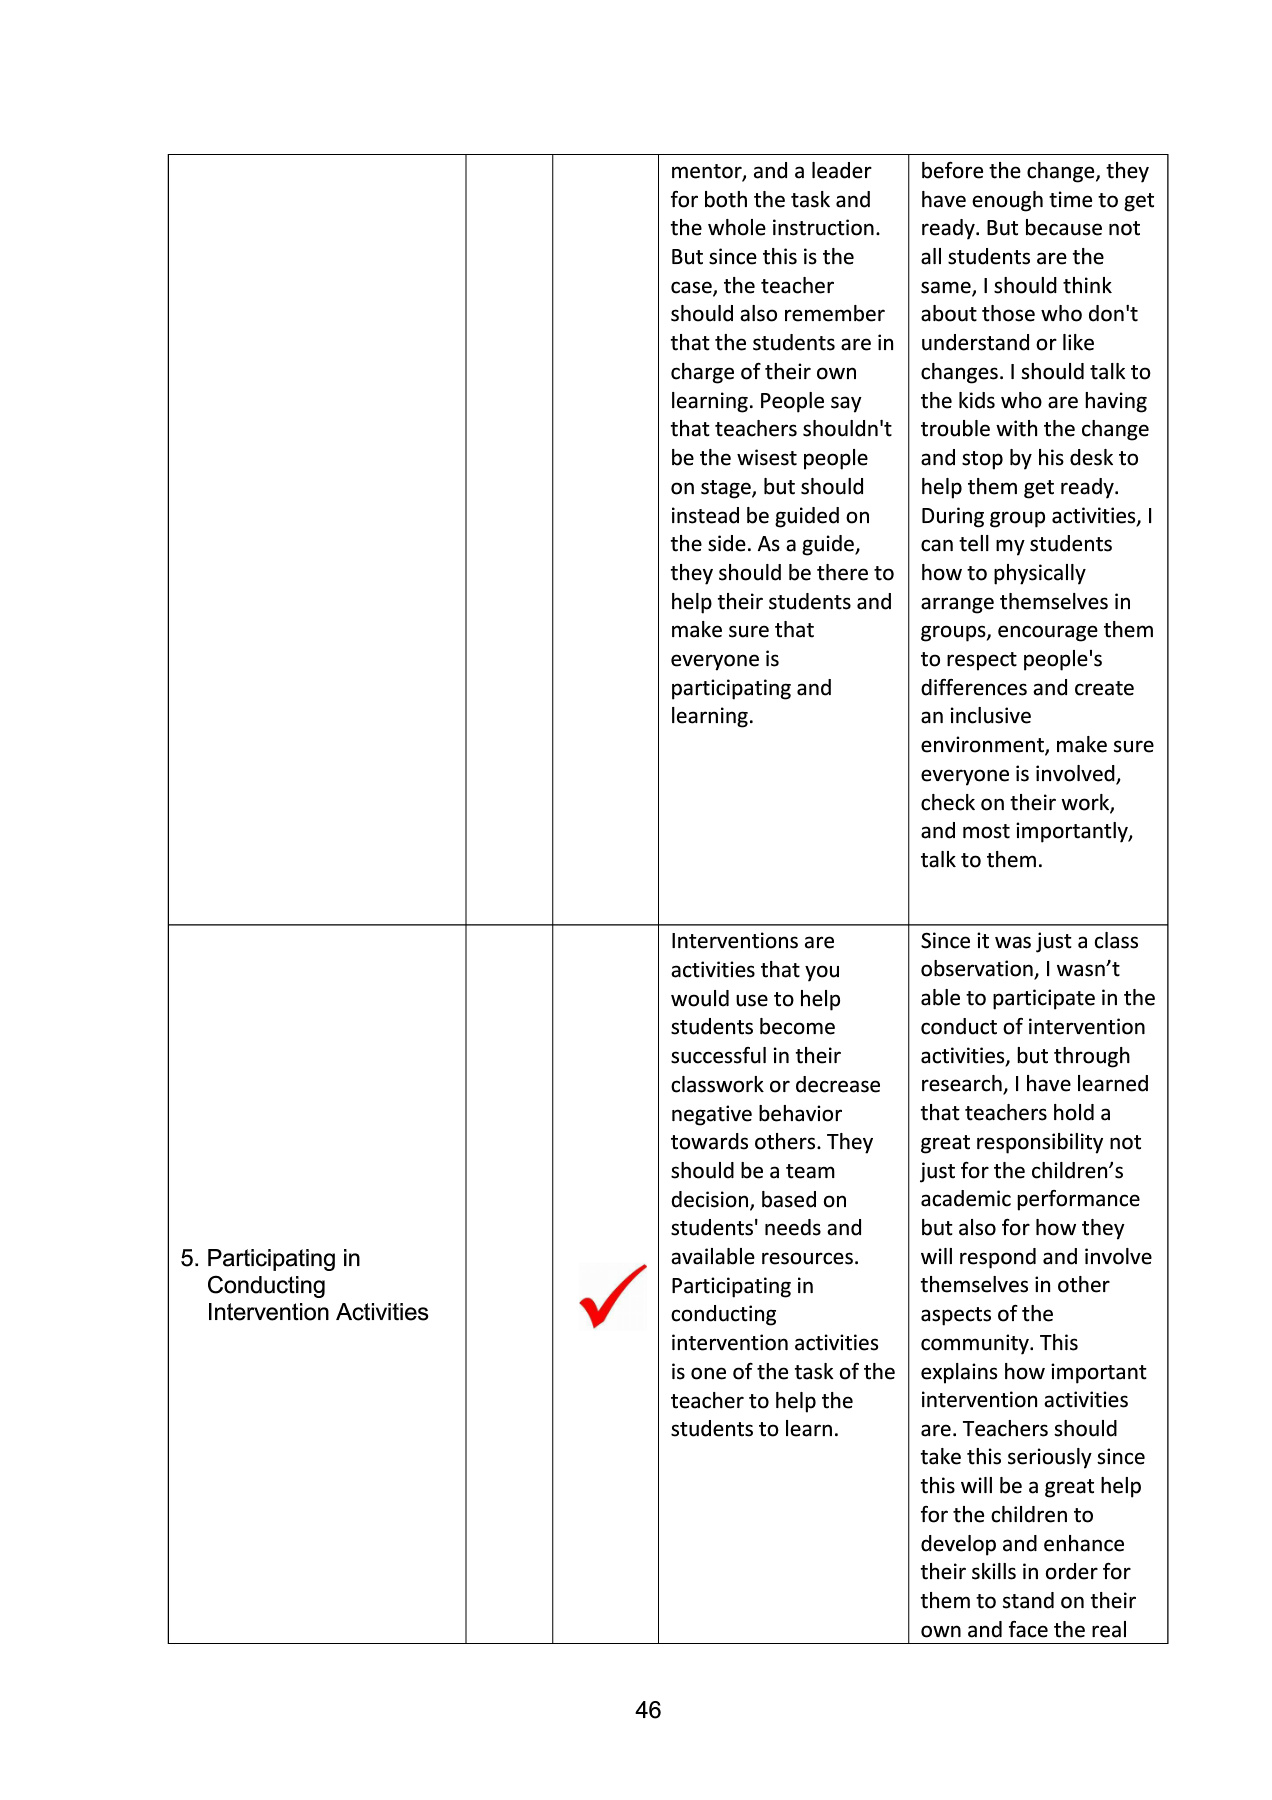 mentor, and a leader
for both the task and
the whole instruction.
But since this is the
case, the teacher
should also remember
that the students are in
charge of their own
learning. People say
that teachers shouldn't
be the wisest people
on stage, but should
instead be guided on
the side. As a guide,
they should be there to
help their students and
make sure that
everyone is
participating and
learning.
before the change, they
have enough time to get
ready. But because not
all students are the
same, I should think
about those who don't
understand or like
changes. I should talk to
the kids who are having
trouble with the change
and stop by his desk to
help them get ready.
During group activities, I
can tell my students
how to physically
arrange themselves in
groups, encourage them
to respect people's
differences and create
an inclusive
environment, make sure
everyone is involved,
check on their work,
and most importantly,
talk to them.
5. Participating in
Conducting
Intervention Activities
Interventions are
activities that you
would use to help
students become
successful in their
classwork or decrease
negative behavior
towards others. They
should be a team
decision, based on
students' needs and
available resources.
Participating in
conducting
intervention activities
is one of the task of the
teacher to help the
students to learn.
Since it was just a class
observation, I wasn’t
able to participate in the
conduct of intervention
activities, but through
research, I have learned
that teachers hold a
great responsibility not
just for the children’s
academic performance
but also for how they
will respond and involve
themselves in other
aspects of the
community. This
explains how important
intervention activities
are. Teachers should
take this seriously since
this will be a great help
for the children to
develop and enhance
their skills in order for
them to stand on their
own and face the real
46